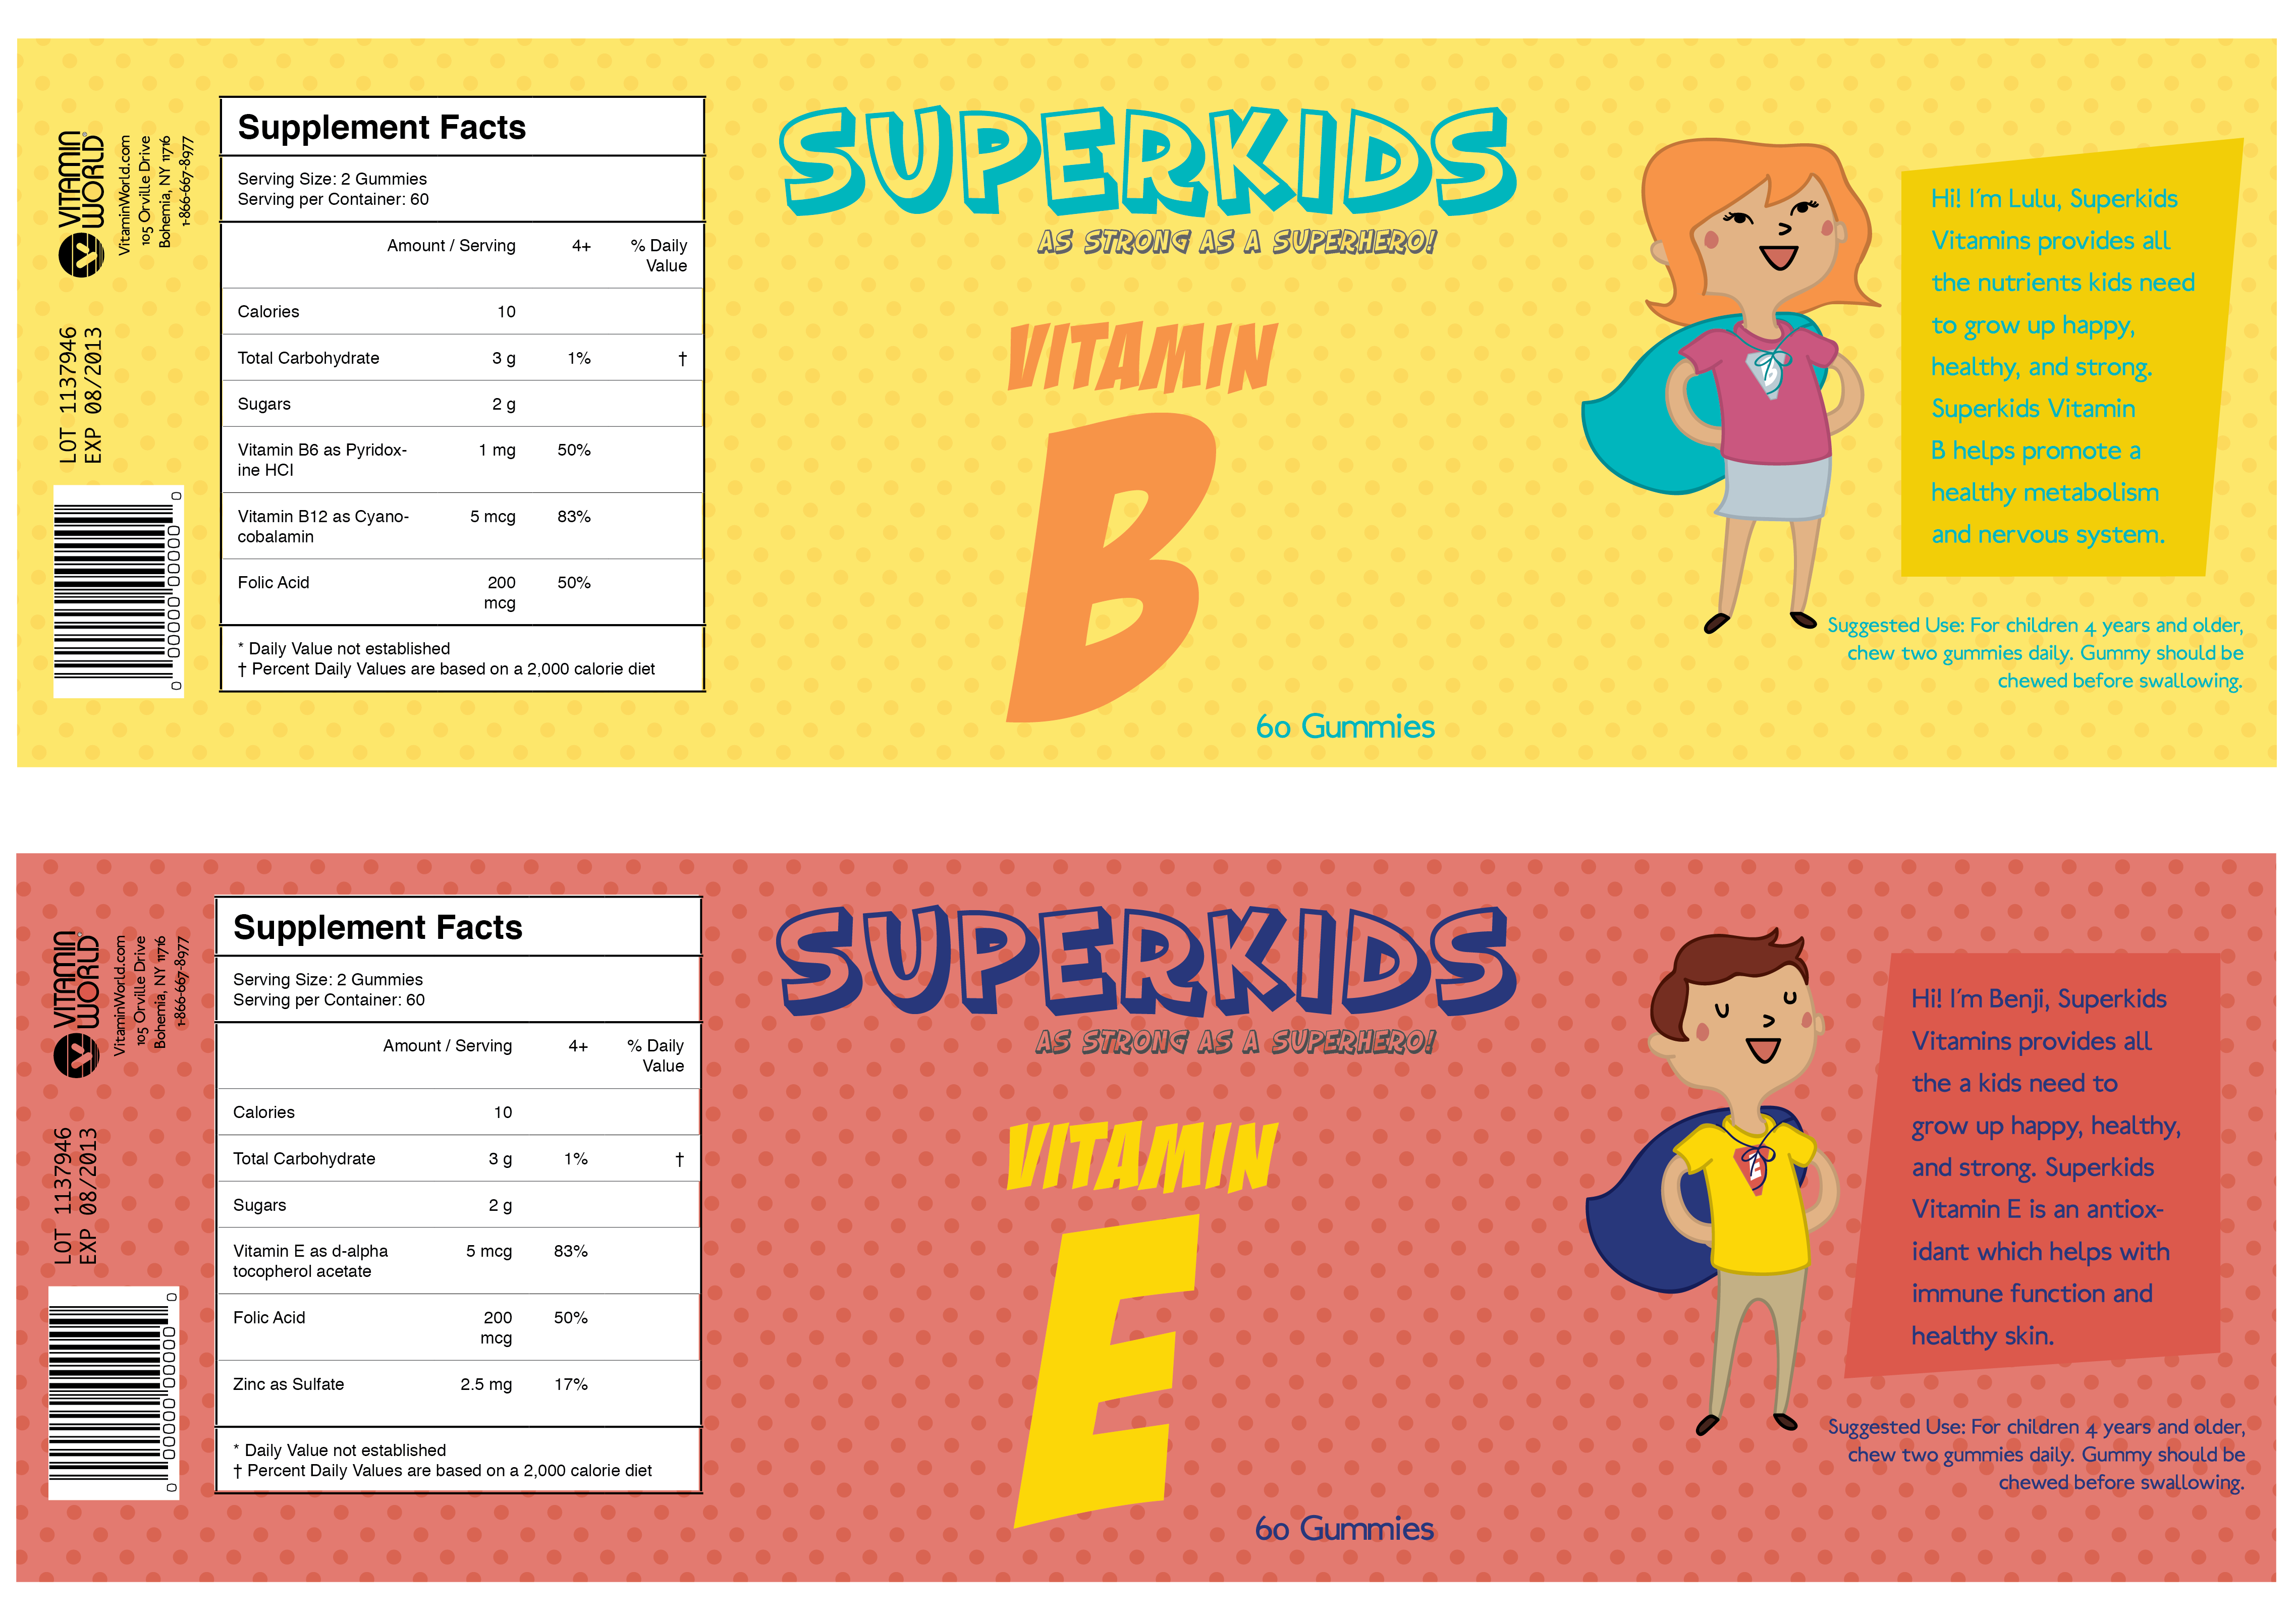 VITAMIN
WORLD
VitaminWorld.com
105 Orville Drive
Bohemia, NY 11716
1-866-667-8977
LOT 1137946
EXP 08/2013
0 00000 00000 0
Supplement Facts
Serving Size: 2 Gummies
Serving per Container: 60
Amount / Serving 4+ % Daily
Value
Calories 10
Total Carbohydrate 3 g 1% †
Sugars 2 g
Vitamin B6 as Pyridox- 1 mg 50%
ine HCI
Vitamin B12 as Cyano- 5 mcg 83%
cobalamin
Folic Acid 200 50%
mcg
* Daily Value not established
† Percent Daily Values are based on a 2,000 calorie diet
SUPERKIDS
AS STRONG AS A SUPERHERO!
VITAMIN
B
60 Gummies
B
Hi! I'm Lulu, Superkids
Vitamins provides all
the nutrients kids need
to grow up happy,
healthy, and strong.
Superkids Vitamin
B helps promote a
healthy metabolism
and nervous system.
Suggested Use: For children 4 years and older,
chew two gummies daily. Gummy should be
chewed before swallowing.
VITAMIN
WORLD
VitaminWorld.com
105 Orville Drive
Bohemia, NY 11716
1-866-667-8977
LOT 1137946
EXP 08/2013
0 00000 00000 0
Supplement Facts
Serving Size: 2 Gummies
Serving per Container: 60
Amount / Serving 4+ % Daily
Value
Calories 10
Total Carbohydrate 3 g 1% †
Sugars 2 g
Vitamin E as d-alpha 5 mcg 83%
tocopherol acetate
Folic Acid 200 50%
mcg
Zinc as Sulfate 2.5 mg 17%
* Daily Value not established
† Percent Daily Values are based on a 2,000 calorie diet
SUPERKIDS
AS STRONG AS A SUPERHERO!
VITAMIN
E
60 Gummies
E
Hi! I'm Benji, Superkids
Vitamins provides all
the a kids need to
grow up happy, healthy,
and strong. Superkids
Vitamin E is an antiox-
idant which helps with
immune function and
healthy skin.
Suggested Use: For children 4 years and older,
chew two gummies daily. Gummy should be
chewed before swallowing.